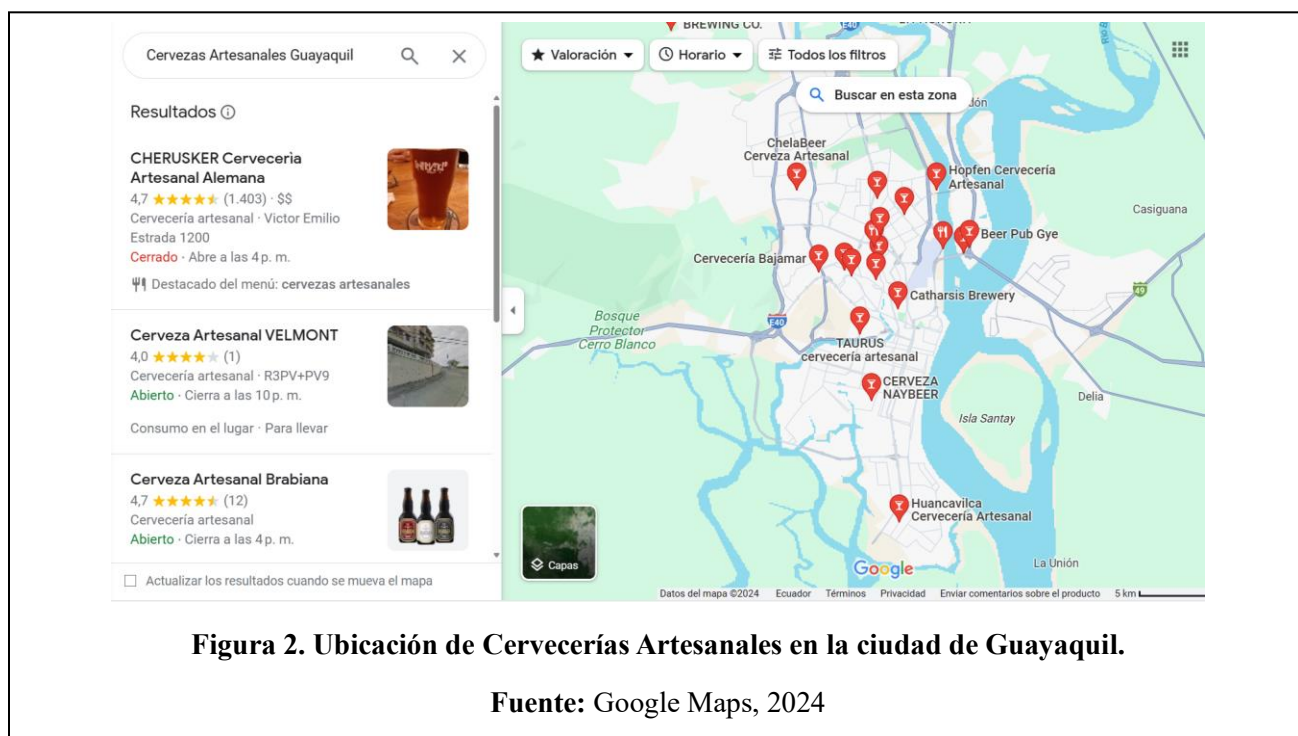 Cervezas Artesanales Guayaquil
Resultados
CHERUSKER Cerveceria
Artesanal Alemana
4,7 (1.403) · $$
Cervecería artesanal · Victor Emilio
Estrada 1200
Cerrado · Abre a las 4 p. m.
Destacado del menú: cervezas artesanales
Cerveza Artesanal VELMONT
4,0 (1)
Cervecería artesanal · R3PV+PV9
Abierto · Cierra a las 10 p. m.
Consumo en el lugar · Para llevar
Cerveza Artesanal Brabiana
4,7 (12)
Cervecería artesanal
Abierto · Cierra a las 4 p. m.
Actualizar los resultados cuando se mueva el mapa
BREWING CO.
E40
Valoración
Horario
Todos los filtros
Buscar en esta zona
ChelaBeer
Cerveza Artesanal
Hopfen Cervecería
Artesanal
Casiguana
Beer Pub Gye
Cervecería Bajamar
49
Catharsis Brewery
Bosque
Protector
Cerro Blanco
E40
TAURUS
cervecería artesanal
CERVEZA
NAYBEER
Delia
Isla Santay
Huancavilca
Cervecería Artesanal
La Unión
Capas
Google
Datos del mapa ©2024 Ecuador Términos Privacidad Enviar comentarios sobre el producto 5 km
Figura 2. Ubicación de Cervecerías Artesanales en la ciudad de Guayaquil.
Fuente: Google Maps, 2024